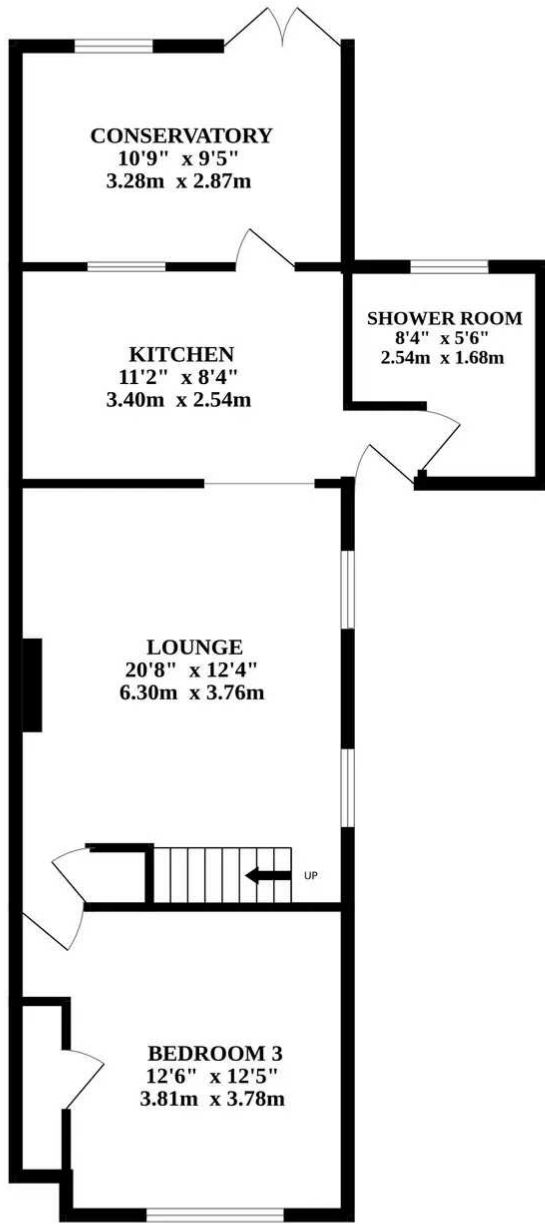 CONSERVATORY
10'9" x 9'5"
3.28m x 2.87m
SHOWER ROOM
8'4" x 5'6"
2.54m x 1.68m
KITCHEN
11'2" x 8'4"
3.40m x 2.54m
LOUNGE
20'8" x 12'4"
6.30m x 3.76m
UP
BEDROOM 3
12'6" x 12'5"
3.81m x 3.78m